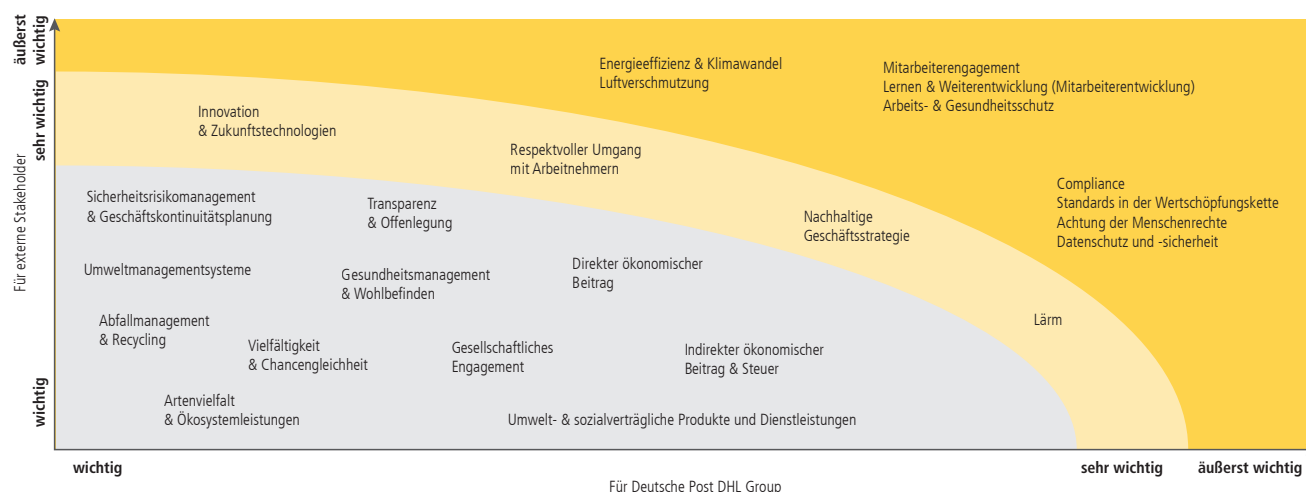 äußerst
wichtig
sehr wichtig
wichtig
Für externe Stakeholder
Energieeffizienz & Klimawandel
Luftverschmutzung
Mitarbeiterengagement
Lernen & Weiterentwicklung (Mitarbeiterentwicklung)
Arbeits- & Gesundheitsschutz
Innovation
& Zukunftstechnologien
Respektvoller Umgang
mit Arbeitnehmern
Compliance
Standards in der Wertschöpfungskette
Achtung der Menschenrechte
Datenschutz und -sicherheit
Sicherheitsrisikomanagement
& Geschäftskontinuitätsplanung
Transparenz
& Offenlegung
Nachhaltige
Geschäftsstrategie
Umweltmanagementsysteme
Gesundheitsmanagement
& Wohlbefinden
Direkter ökonomischer
Beitrag
Abfallmanagement
& Recycling
Lärm
Vielfältigkeit
& Chancengleichheit
Gesellschaftliches
Engagement
Indirekter ökonomischer
Beitrag & Steuer
Artenvielfalt
& Ökosystemleistungen
Umwelt- & sozialverträgliche Produkte und Dienstleistungen
wichtig
sehr wichtig
äußerst wichtig
Für Deutsche Post DHL Group